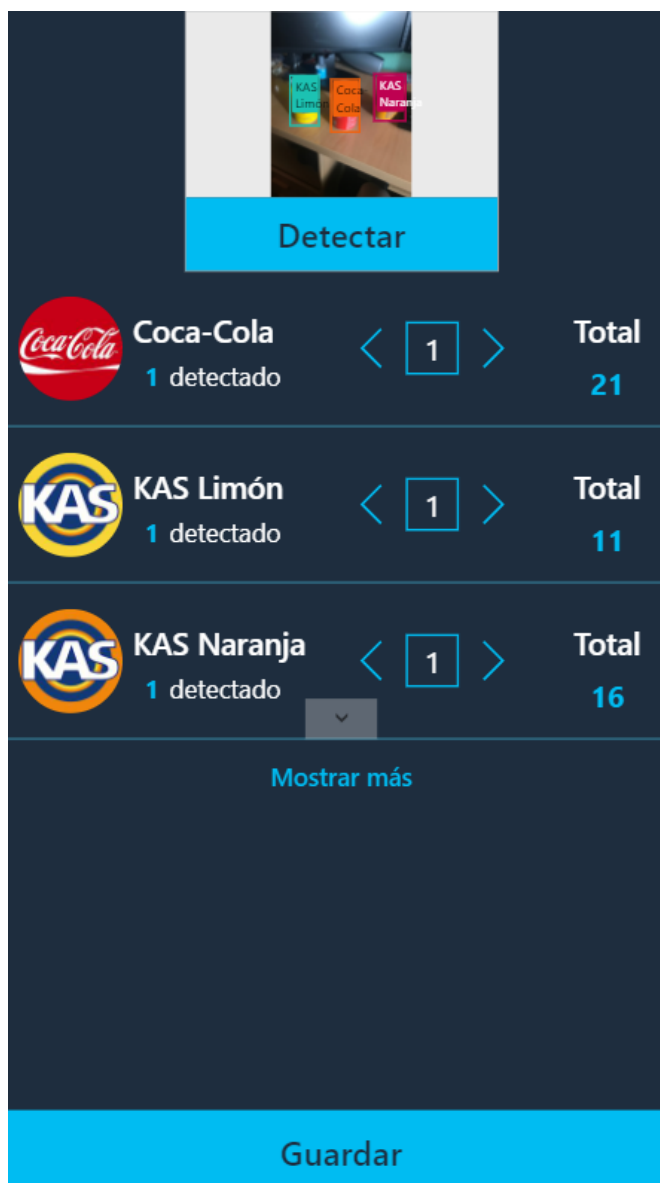 KAS
Limón
Coca
Cola
KAS
Naranja
Detectar
Coca-Cola
Coca-Cola
1 detectado
1
Total
21
KAS
KAS Limón
1 detectado
1
Total
11
KAS
KAS Naranja
1 detectado
1
Total
16
Mostrar más
Guardar